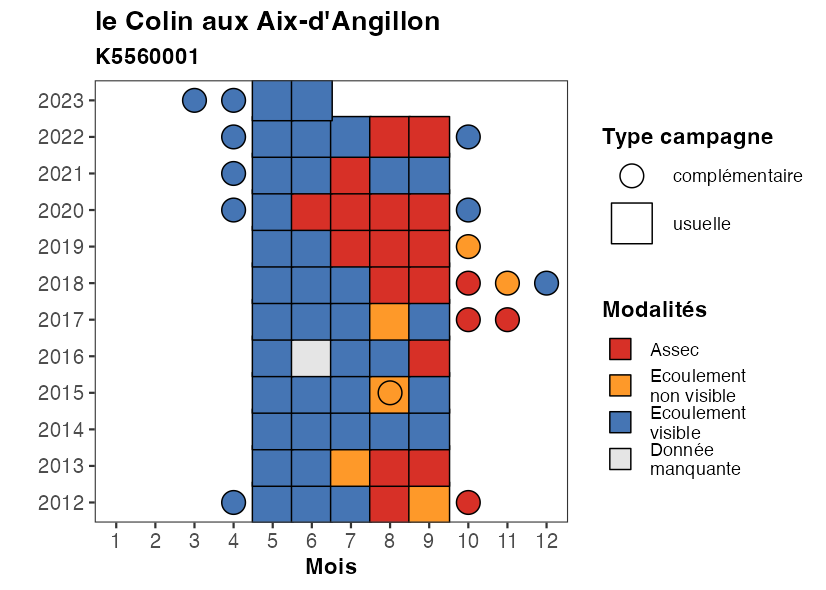 le Colin aux Aix-d'Angillon
K5560001
2023
2022
2021
2020
2019
2018
2017
2016
2015
2014
2013
2012
1 2 3 4 5 6 7 8 9 10 11 12
Mois
Type campagne
complémentaire
usuelle
Modalités
Assec
Ecoulement
non visible
Ecoulement
visible
Donnée
manquante